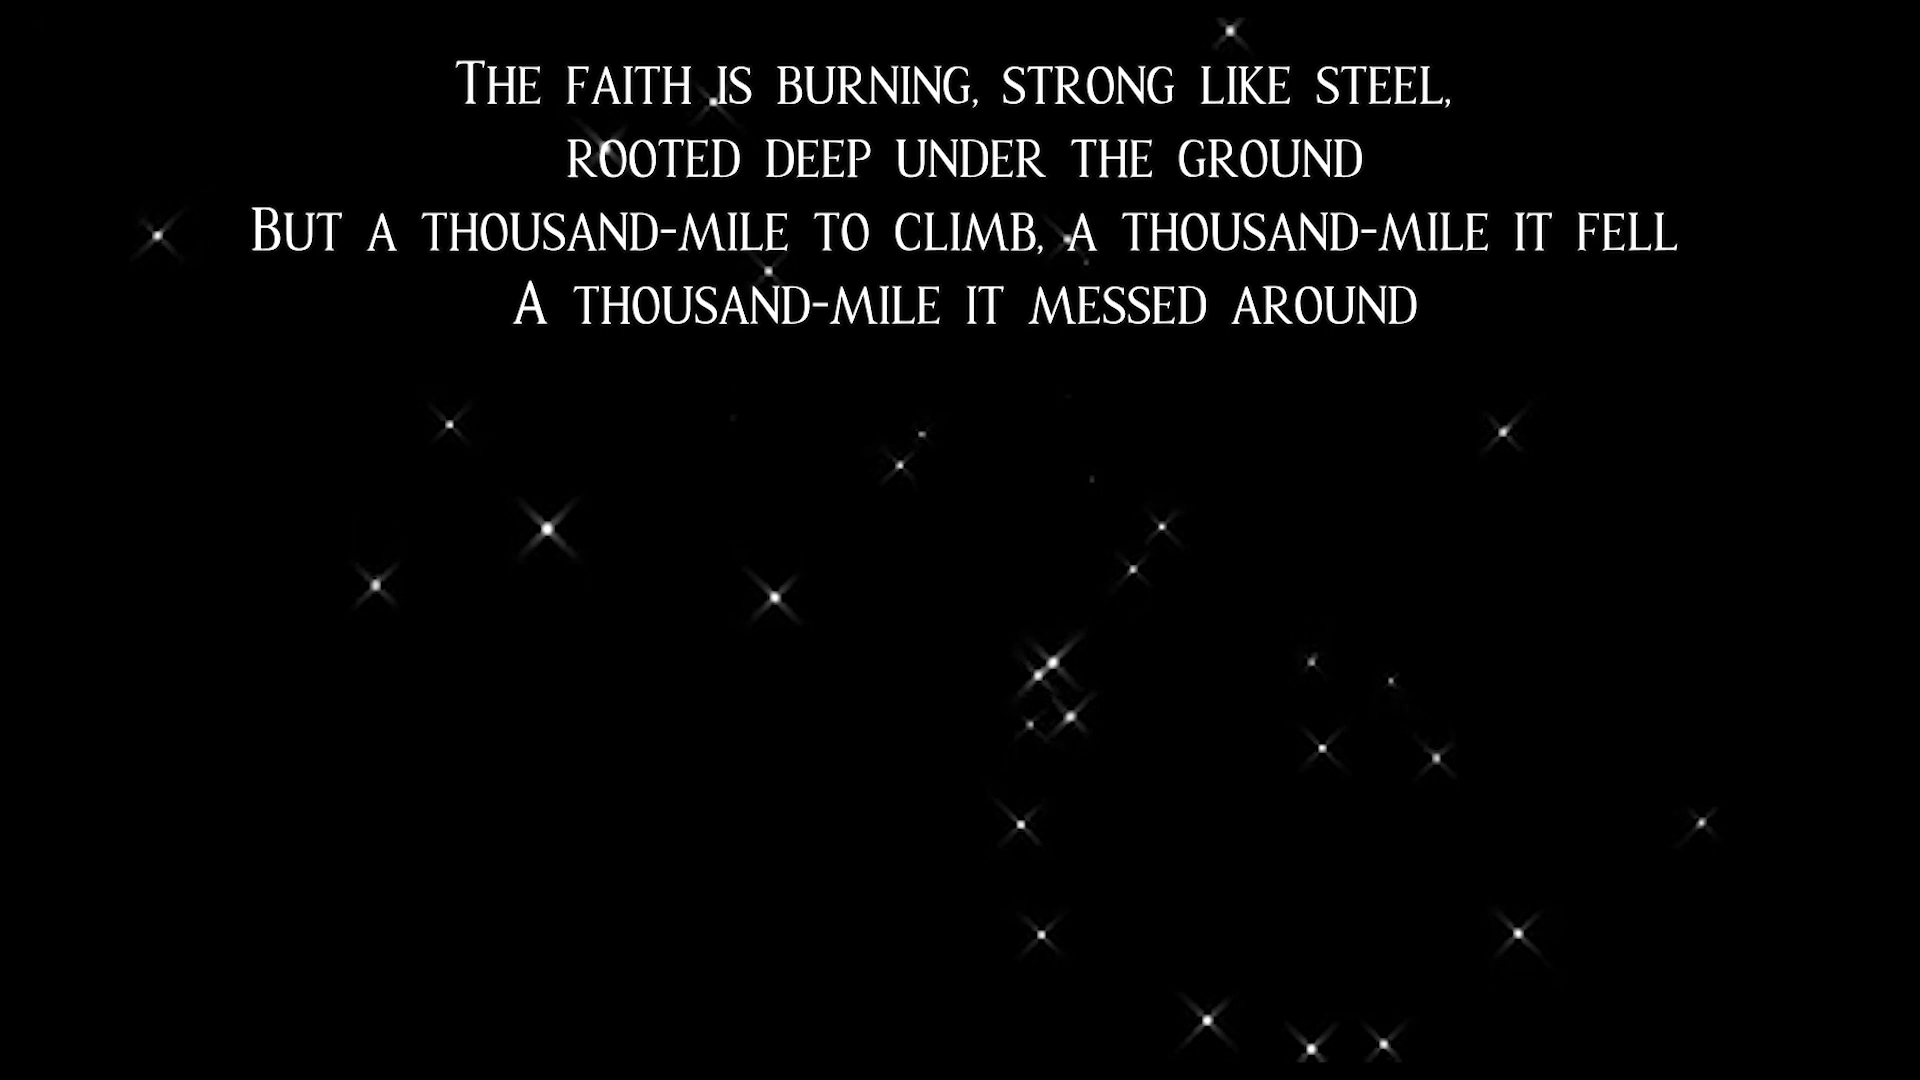 The faith is burning, strong like steel,
rooted deep under the ground
But a thousand-mile to climb, a thousand-mile it fell
A thousand-mile it messed around